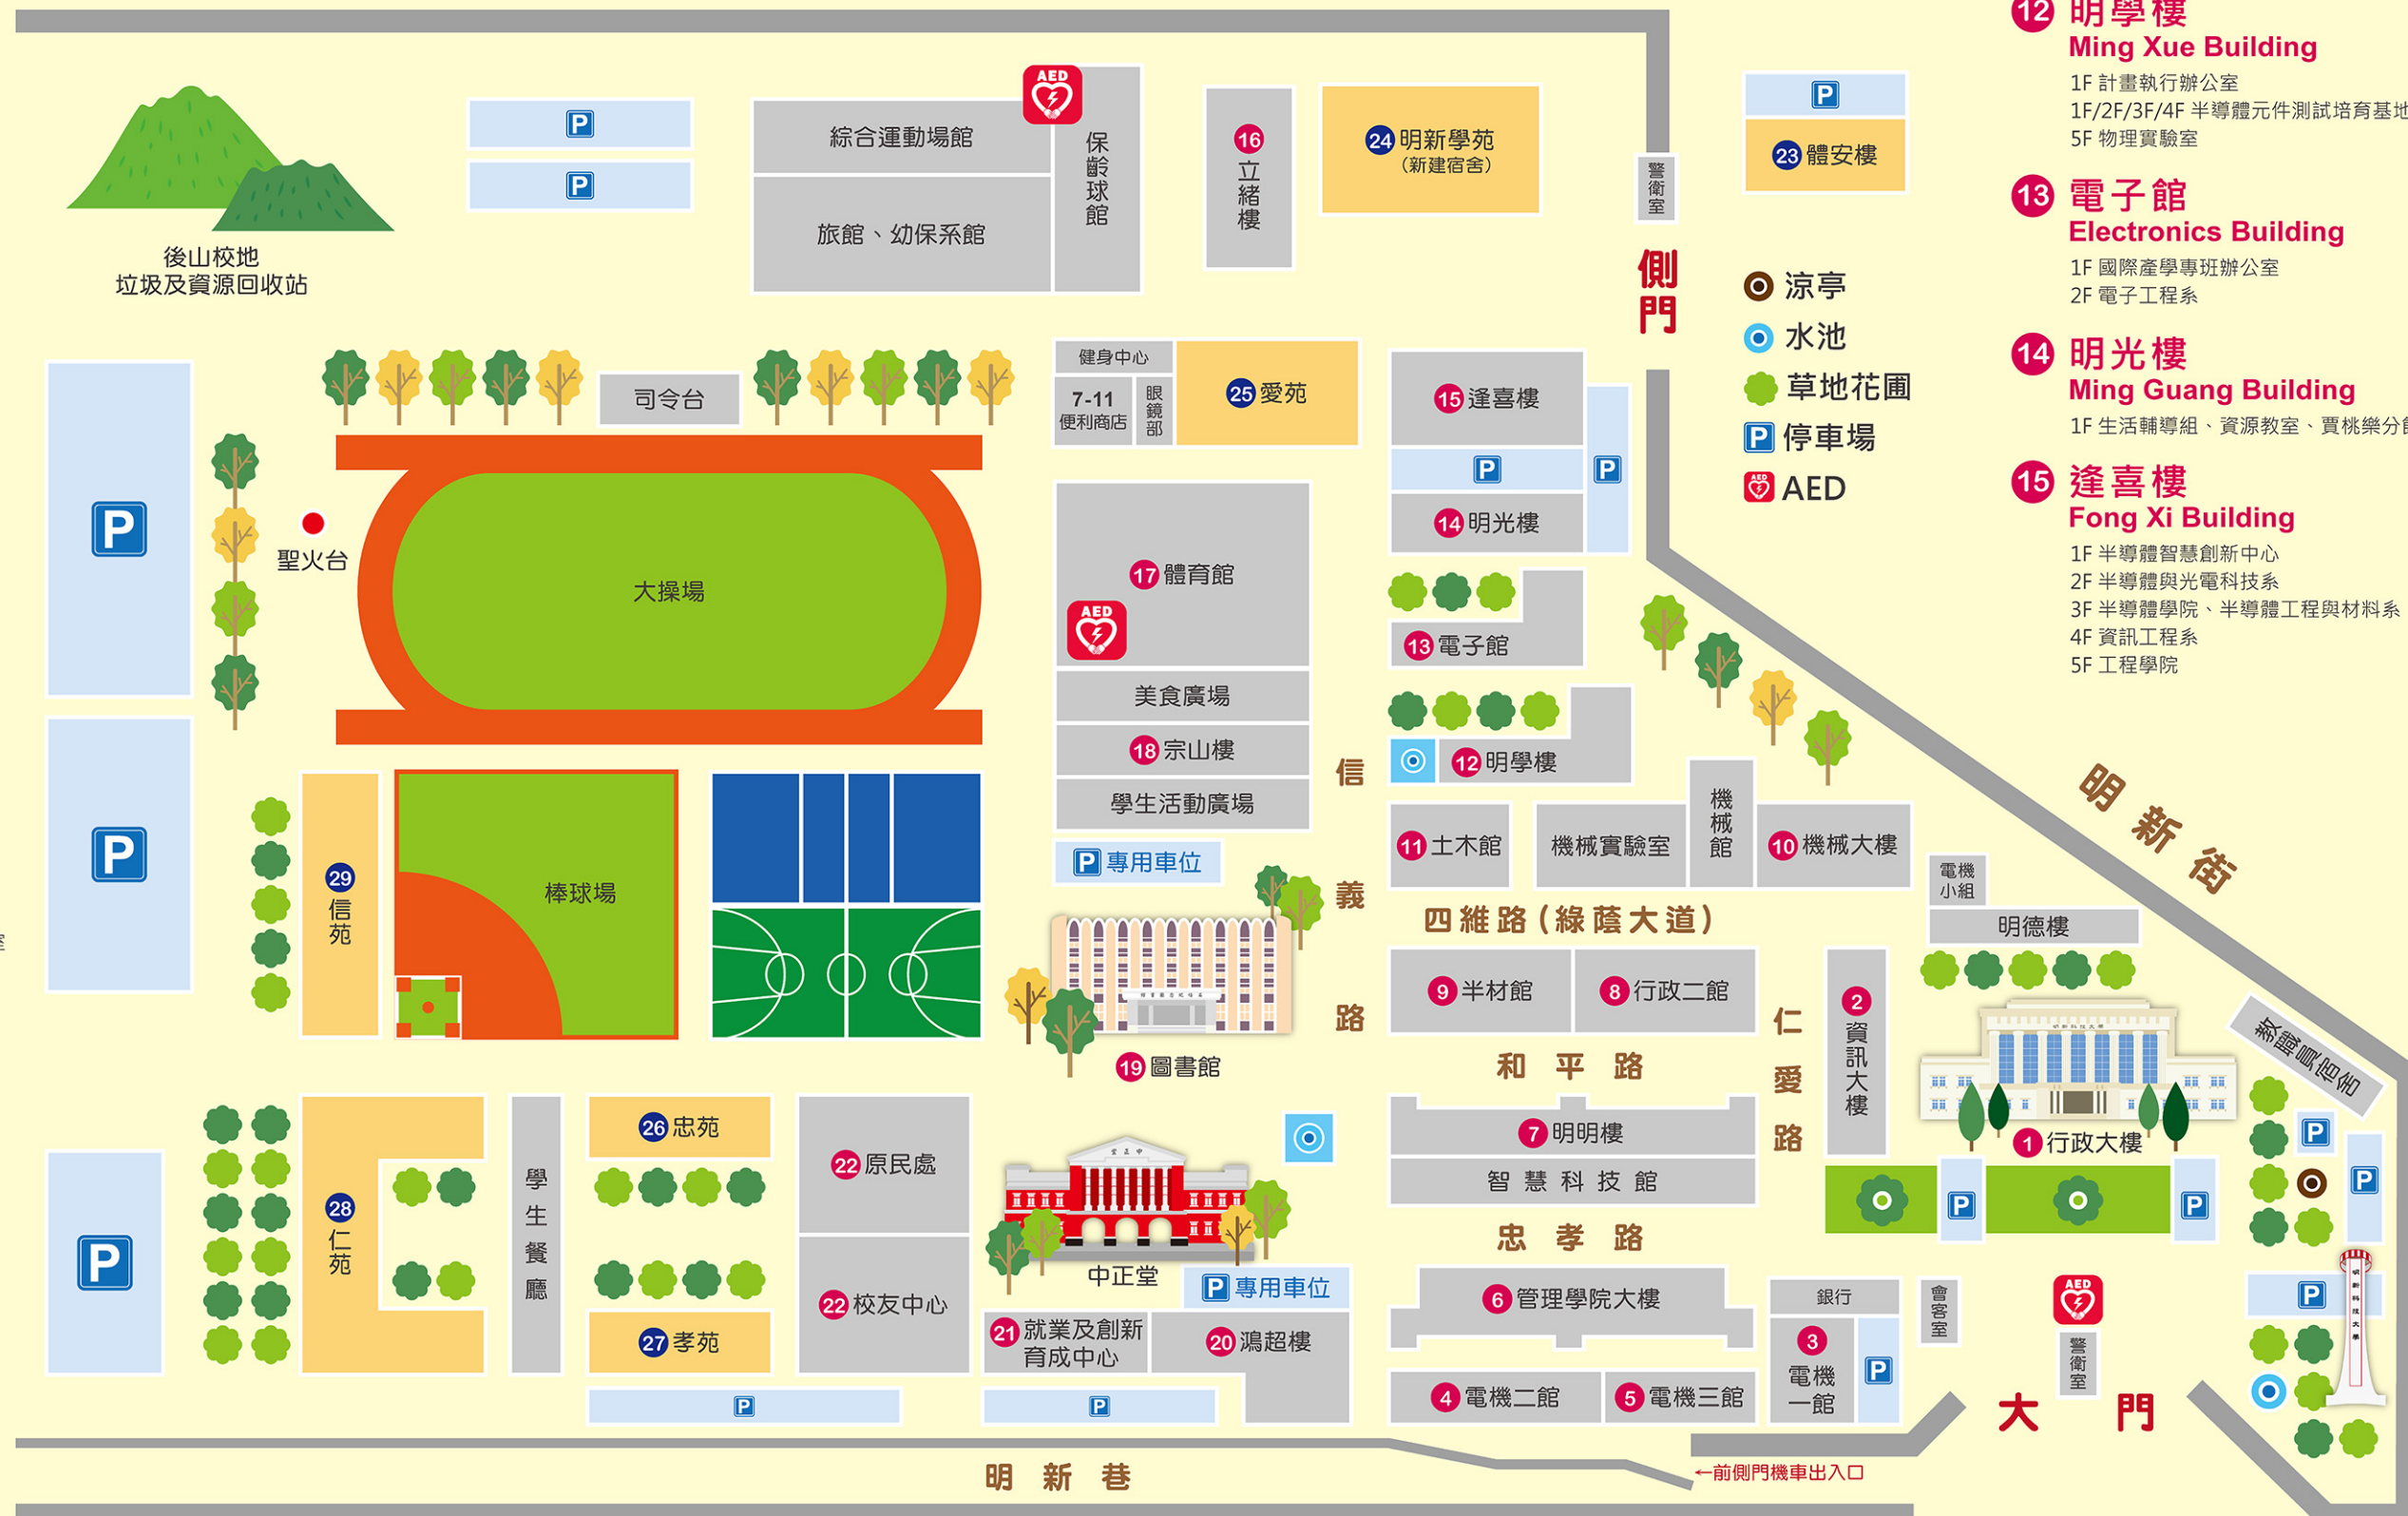 12 明學樓
Ming Xue Building
1F 計畫執行辦公室
1F/2F/3F/4F 半導體元件測試培育基地
5F 物理實驗室
13 電子館
Electronics Building
1F 國際產學專班辦公室
2F 電子工程系
14 明光樓
Ming Guang Building
1F 生活輔導組、資源教室、賈桃樂分館
15 逢喜樓
Fong Xi Building
1F 半導體智慧創新中心
2F 半導體與光電科技系
3F 半導體學院、半導體工程與材料系
4F 資訊工程系
5F 工程學院
涼亭
水池
草地花圃
P 停車場
AED AED
後山校地
垃圾及資源回收站
P
P
綜合運動場館
旅館、幼保系館
AED
保齡球館
16 立緒樓
24 明新學苑
(新建宿舍)
警衛室
側門
P
23 體安樓
P
聖火台
司令台
大操場
健身中心
7-11
便利商店
眼鏡部
25 愛苑
15 逢喜樓
P
P
14 明光樓
17 體育館
AED
13 電子館
美食廣場
18 宗山樓
學生活動廣場
P 專用車位
信義路
12 明學樓
11 土木館
機械實驗室
機械館
10 機械大樓
明新街
P
29 信苑
棒球場
19 圖書館
四維路(綠蔭大道)
電機
小組
明德樓
9 半材館
8 行政二館
仁愛路
2 資訊大樓
明新科技大學
教職員宿舍
1 行政大樓
和平路
7 明明樓
智慧科技館
忠孝路
P
P
P
P
P
28 仁苑
學生餐廳
26 忠苑
27 孝苑
22 原民處
22 校友中心
中正堂
P 專用車位
21 就業及創新
育成中心
20 鴻超樓
6 管理學院大樓
4 電機二館
5 電機三館
銀行
3
電機
一館
P
會客室
AED
警衛室
P
明新科技大學
大門
P
P
明新巷
←前側門機車出入口